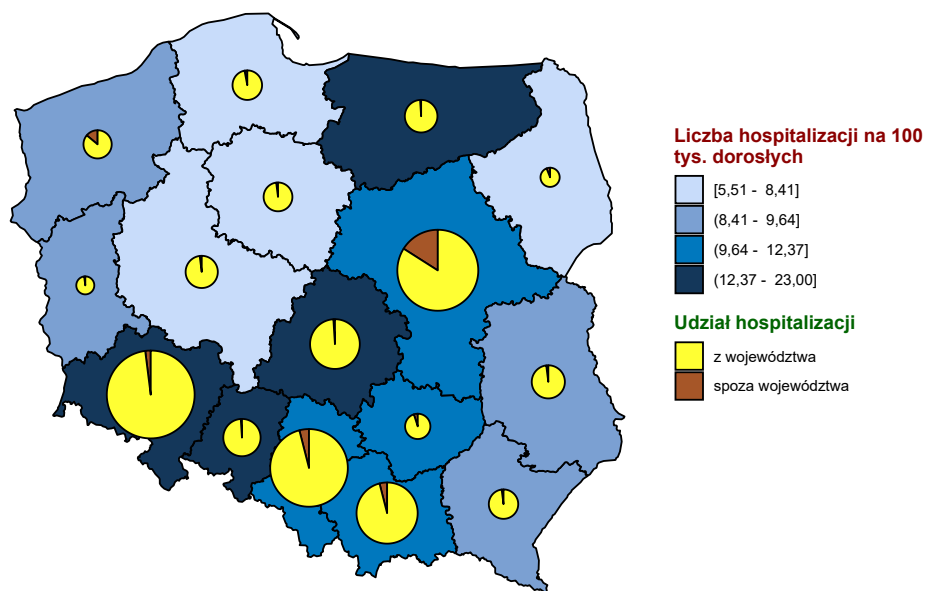 Liczba hospitalizacji na 100
tys. dorosłych
[5,51 - 8,41]
(8,41 - 9,64]
(9,64 - 12,37]
(12,37 - 23,00]
Udział hospitalizacji
z województwa
spoza województwa